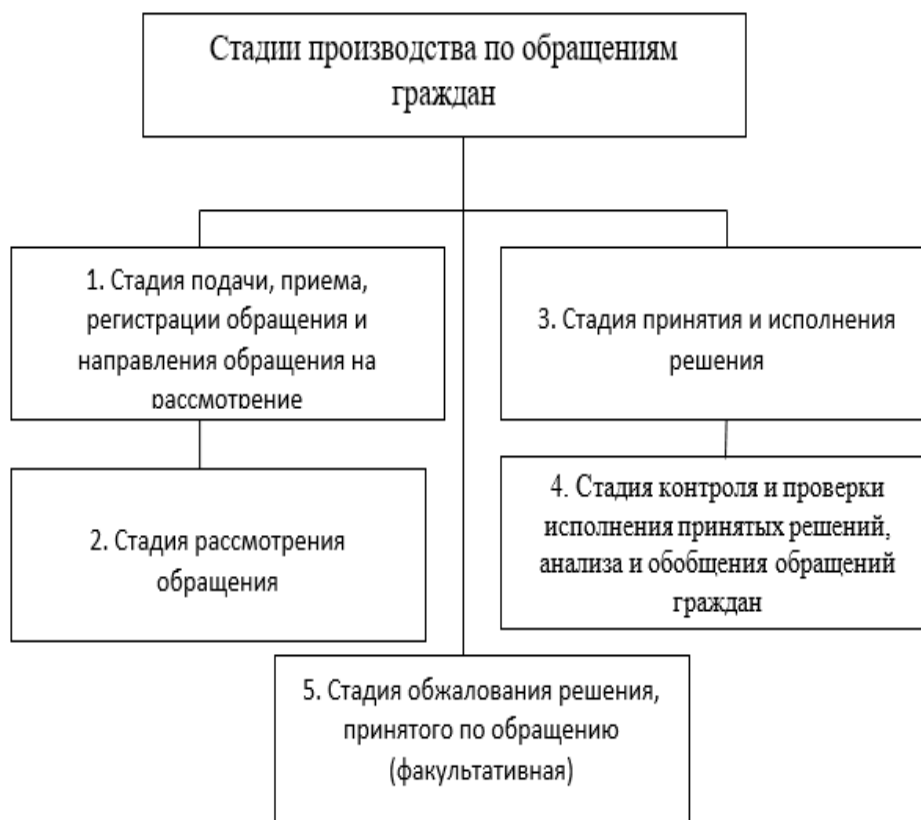 Стадии производства по обращениям
граждан
1. Стадия подачи, приема,
регистрации обращения и
направления обращения на
рассмотрение
2. Стадия рассмотрения
обращения
3. Стадия принятия и исполнения
решения
4. Стадия контроля и проверки
исполнения принятых решений,
анализа и обобщения обращений
граждан
5. Стадия обжалования решения,
принятого по обращению
(факультативная)